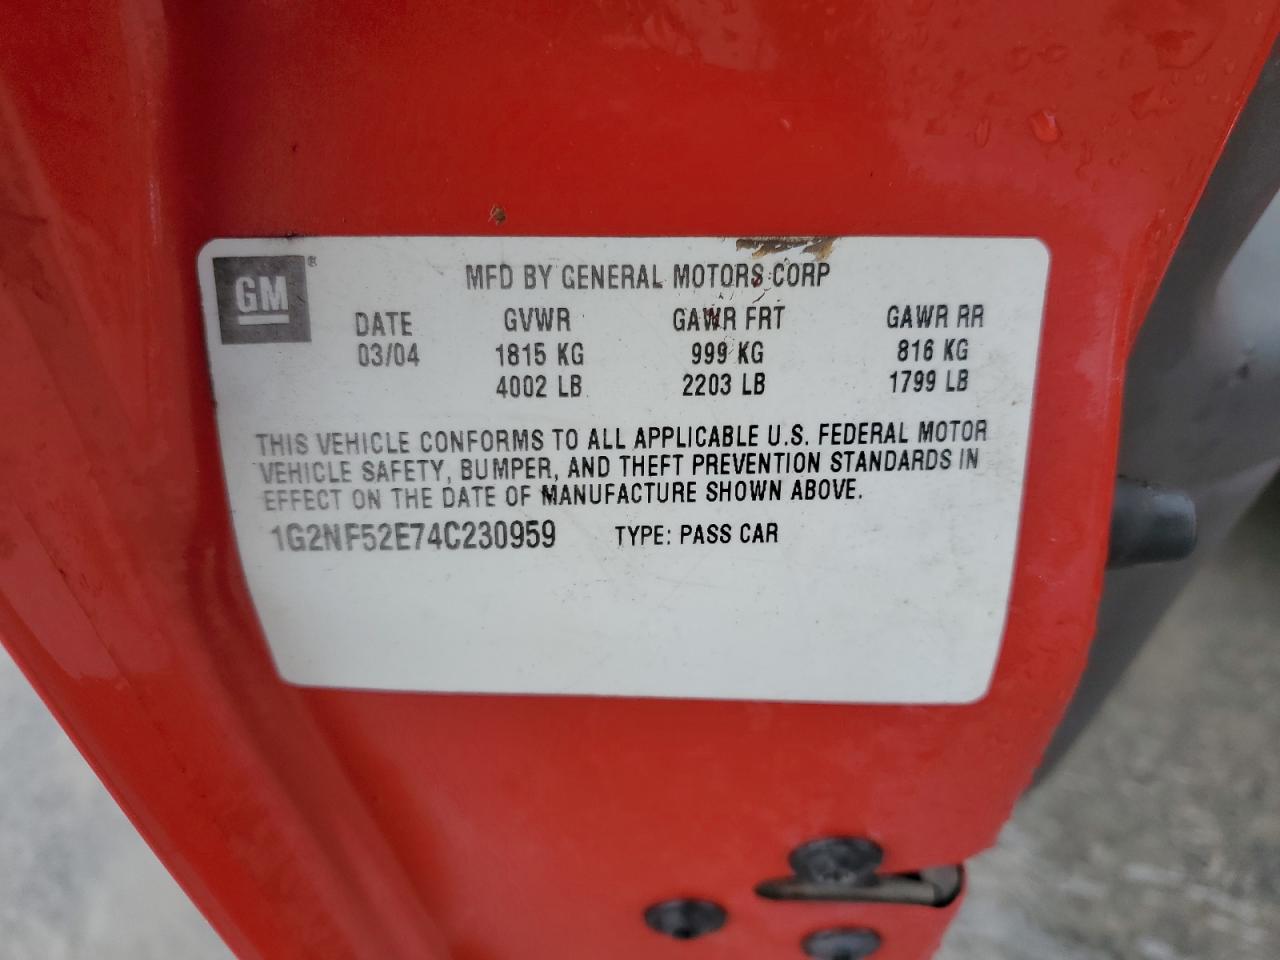 GM®
MFD BY GENERAL MOTORS CORP
DATE GVWR GAWR FRT GAWR RR
03/04 1815 KG 999 KG 816 KG
4002 LB 2203 LB 1799 LB
THIS VEHICLE CONFORMS TO ALL APPLICABLE U.S. FEDERAL MOTOR
VEHICLE SAFETY, BUMPER, AND THEFT PREVENTION STANDARDS IN
EFFECT ON THE DATE OF MANUFACTURE SHOWN ABOVE.
1G2NF52E74C230959 TYPE: PASS CAR